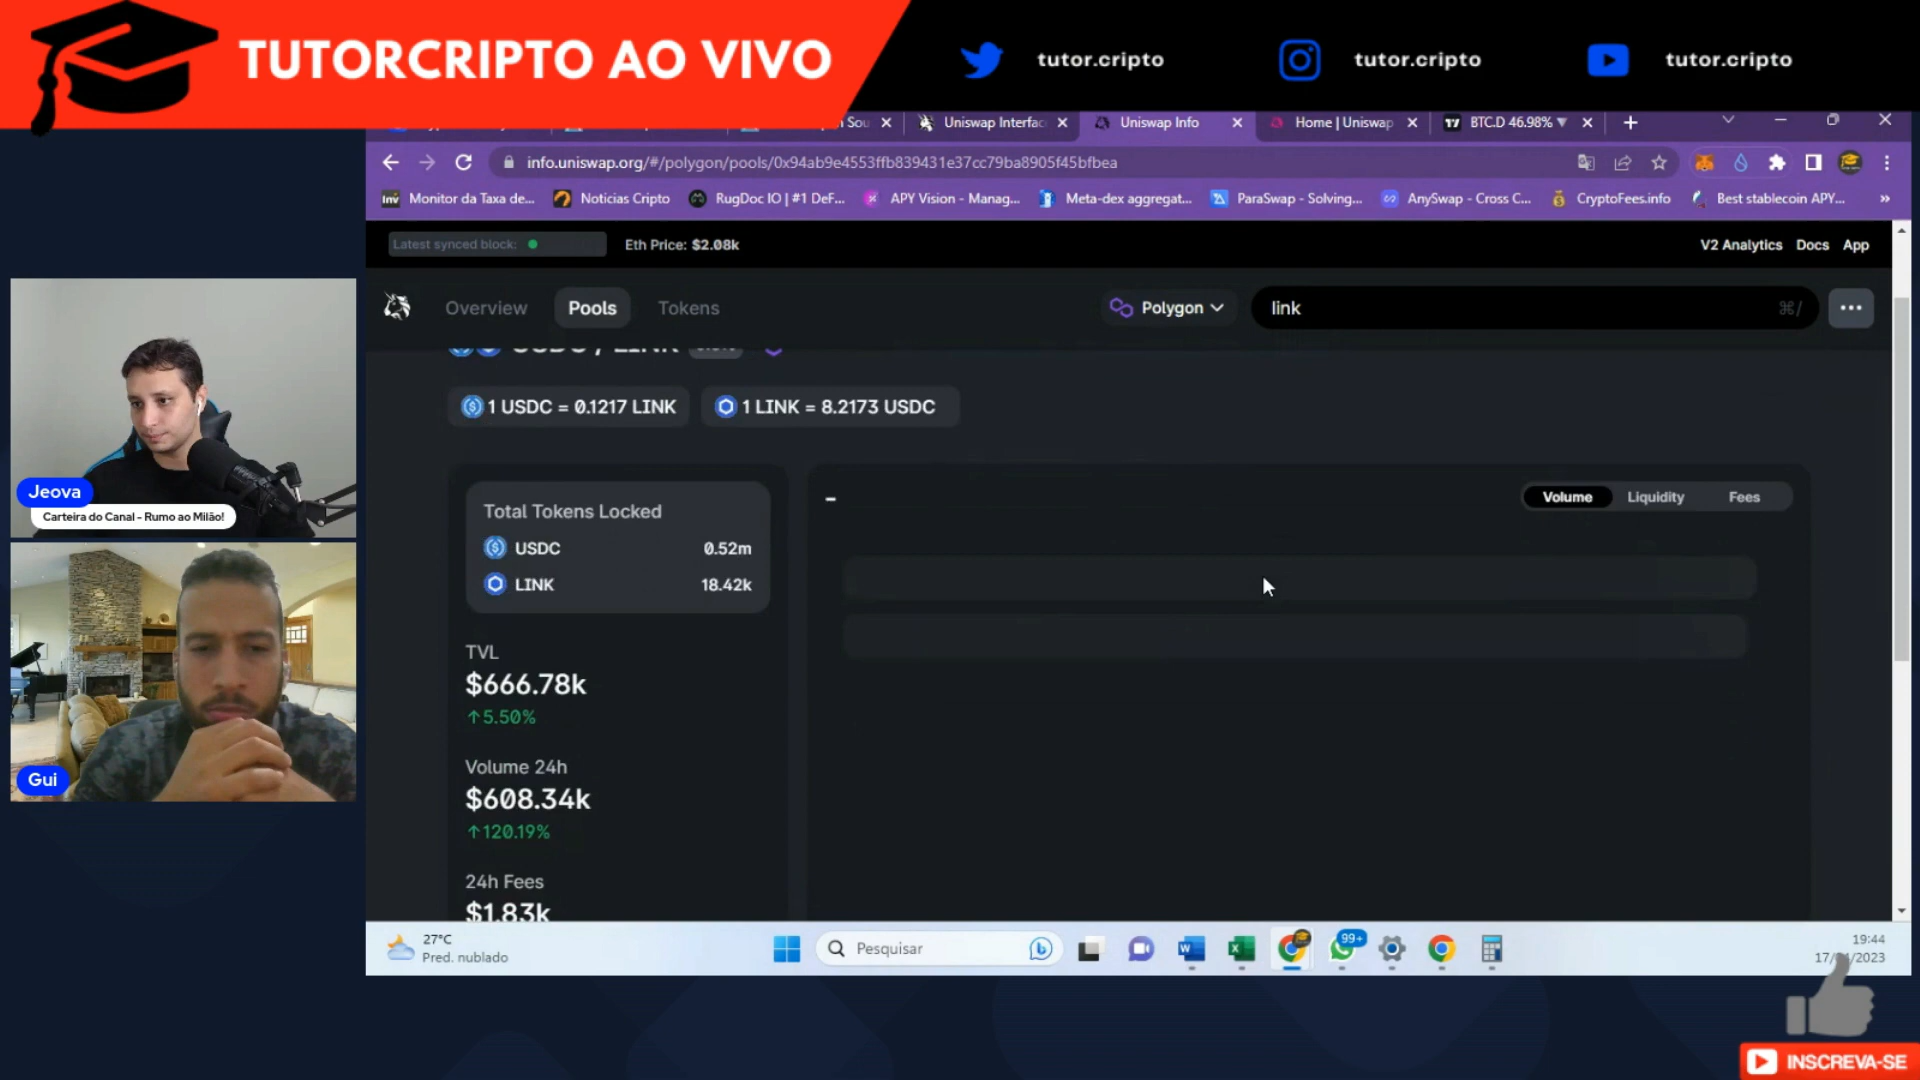 TUTORCRIPTO AO VIVO
tutor.cripto
tutor.cripto
tutor.cripto
Sou
Uniswap Interfac
Uniswap Info
Home | Uniswap
BTC.D 46.98% ▼
info.uniswap.org/#/polygon/pools/0x94ab9e4553ffb839431e37cc79ba8905f45bfbea
Monitor da Taxa de...
Noticias Cripto
RugDoc IO | #1 DeF...
APY Vision - Manag...
Meta-dex aggregat...
ParaSwap - Solving...
AnySwap - Cross C...
CryptoFees.info
Best stablecoin APY...
»
Latest synced block:
Eth Price: $2.08k
V2 Analytics
Docs
App
Overview
Pools
Tokens
Polygon
link
⌘/
USDC / LINK
1 USDC = 0.1217 LINK
1 LINK = 8.2173 USDC
Total Tokens Locked
USDC 0.52m
LINK 18.42k
TVL
$666.78k
↑5.50%
Volume 24h
$608.34k
↑120.19%
24h Fees
$1.83k
-
Volume
Liquidity
Fees
Jeova
Carteira do Canal - Rumo ao Milão!
Gui
27°C
Pred. nublado
Pesquisar
99+
19:44
/2023
INSCREVA-SE